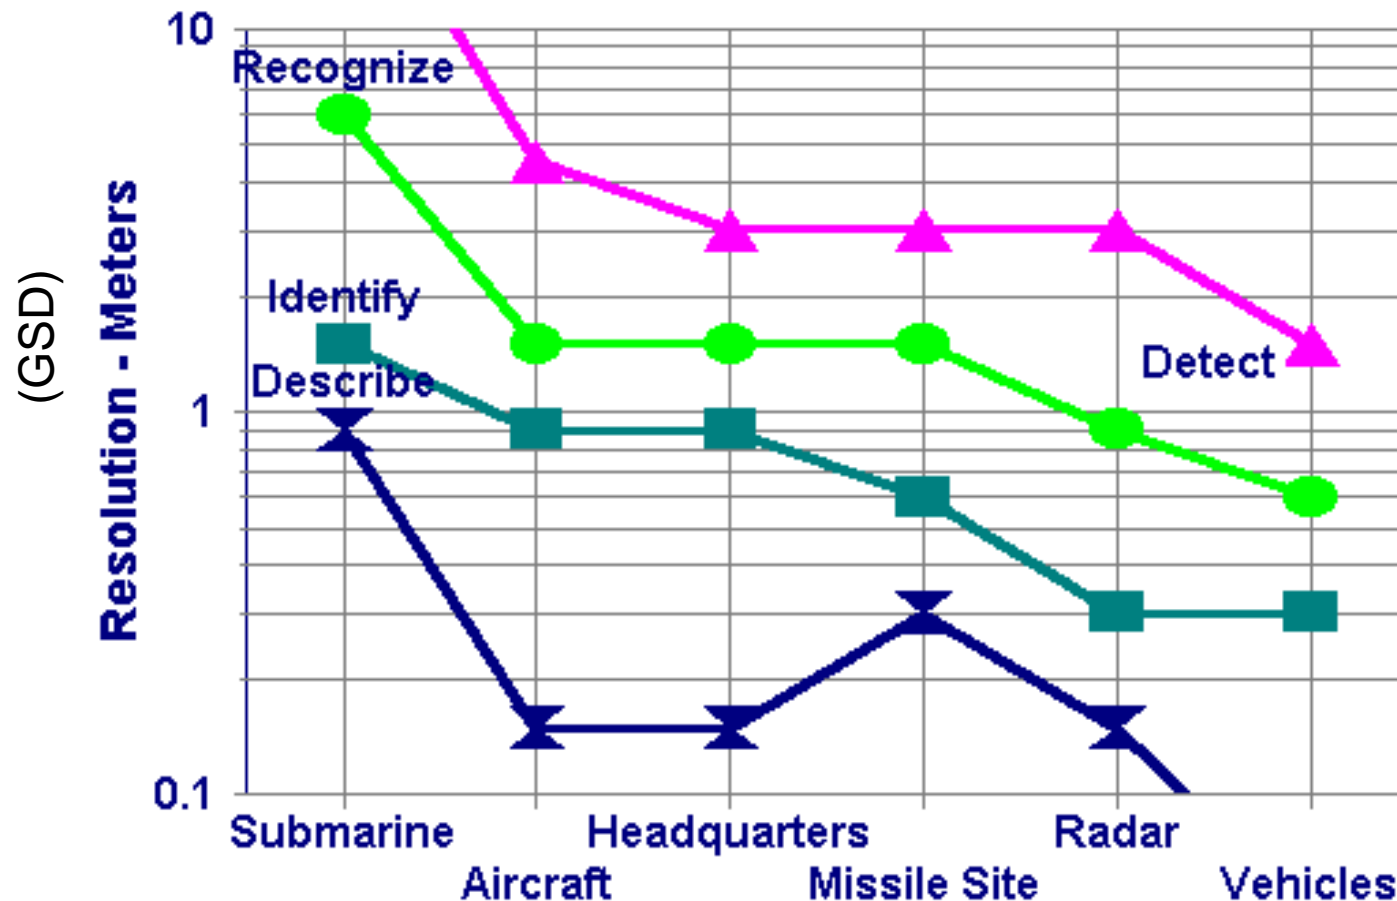 10
Recognize
(GSD)
Resolution - Meters
Identify
Detect
Describe
1
0.1
Submarine
Headquarters
Radar
Aircraft
Missile Site
Vehicles